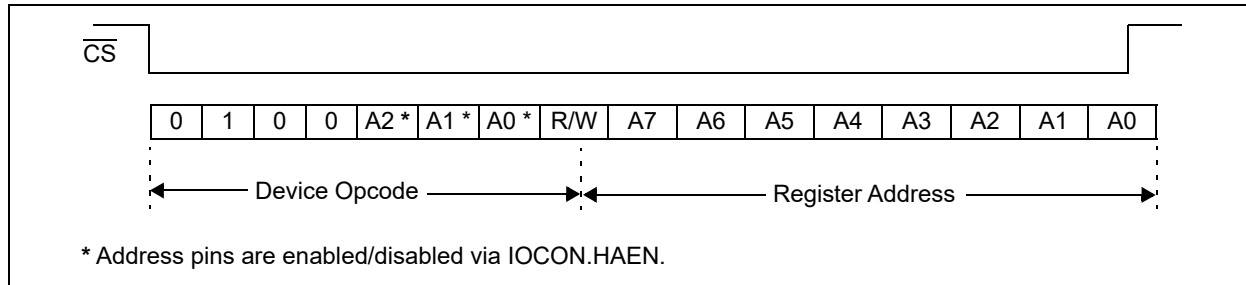 CS
0 1 0 0 A2 * A1 * A0 * R/W A7 A6 A5 A4 A3 A2 A1 A0
Device Opcode Register Address
* Address pins are enabled/disabled via IOCON.HAEN.